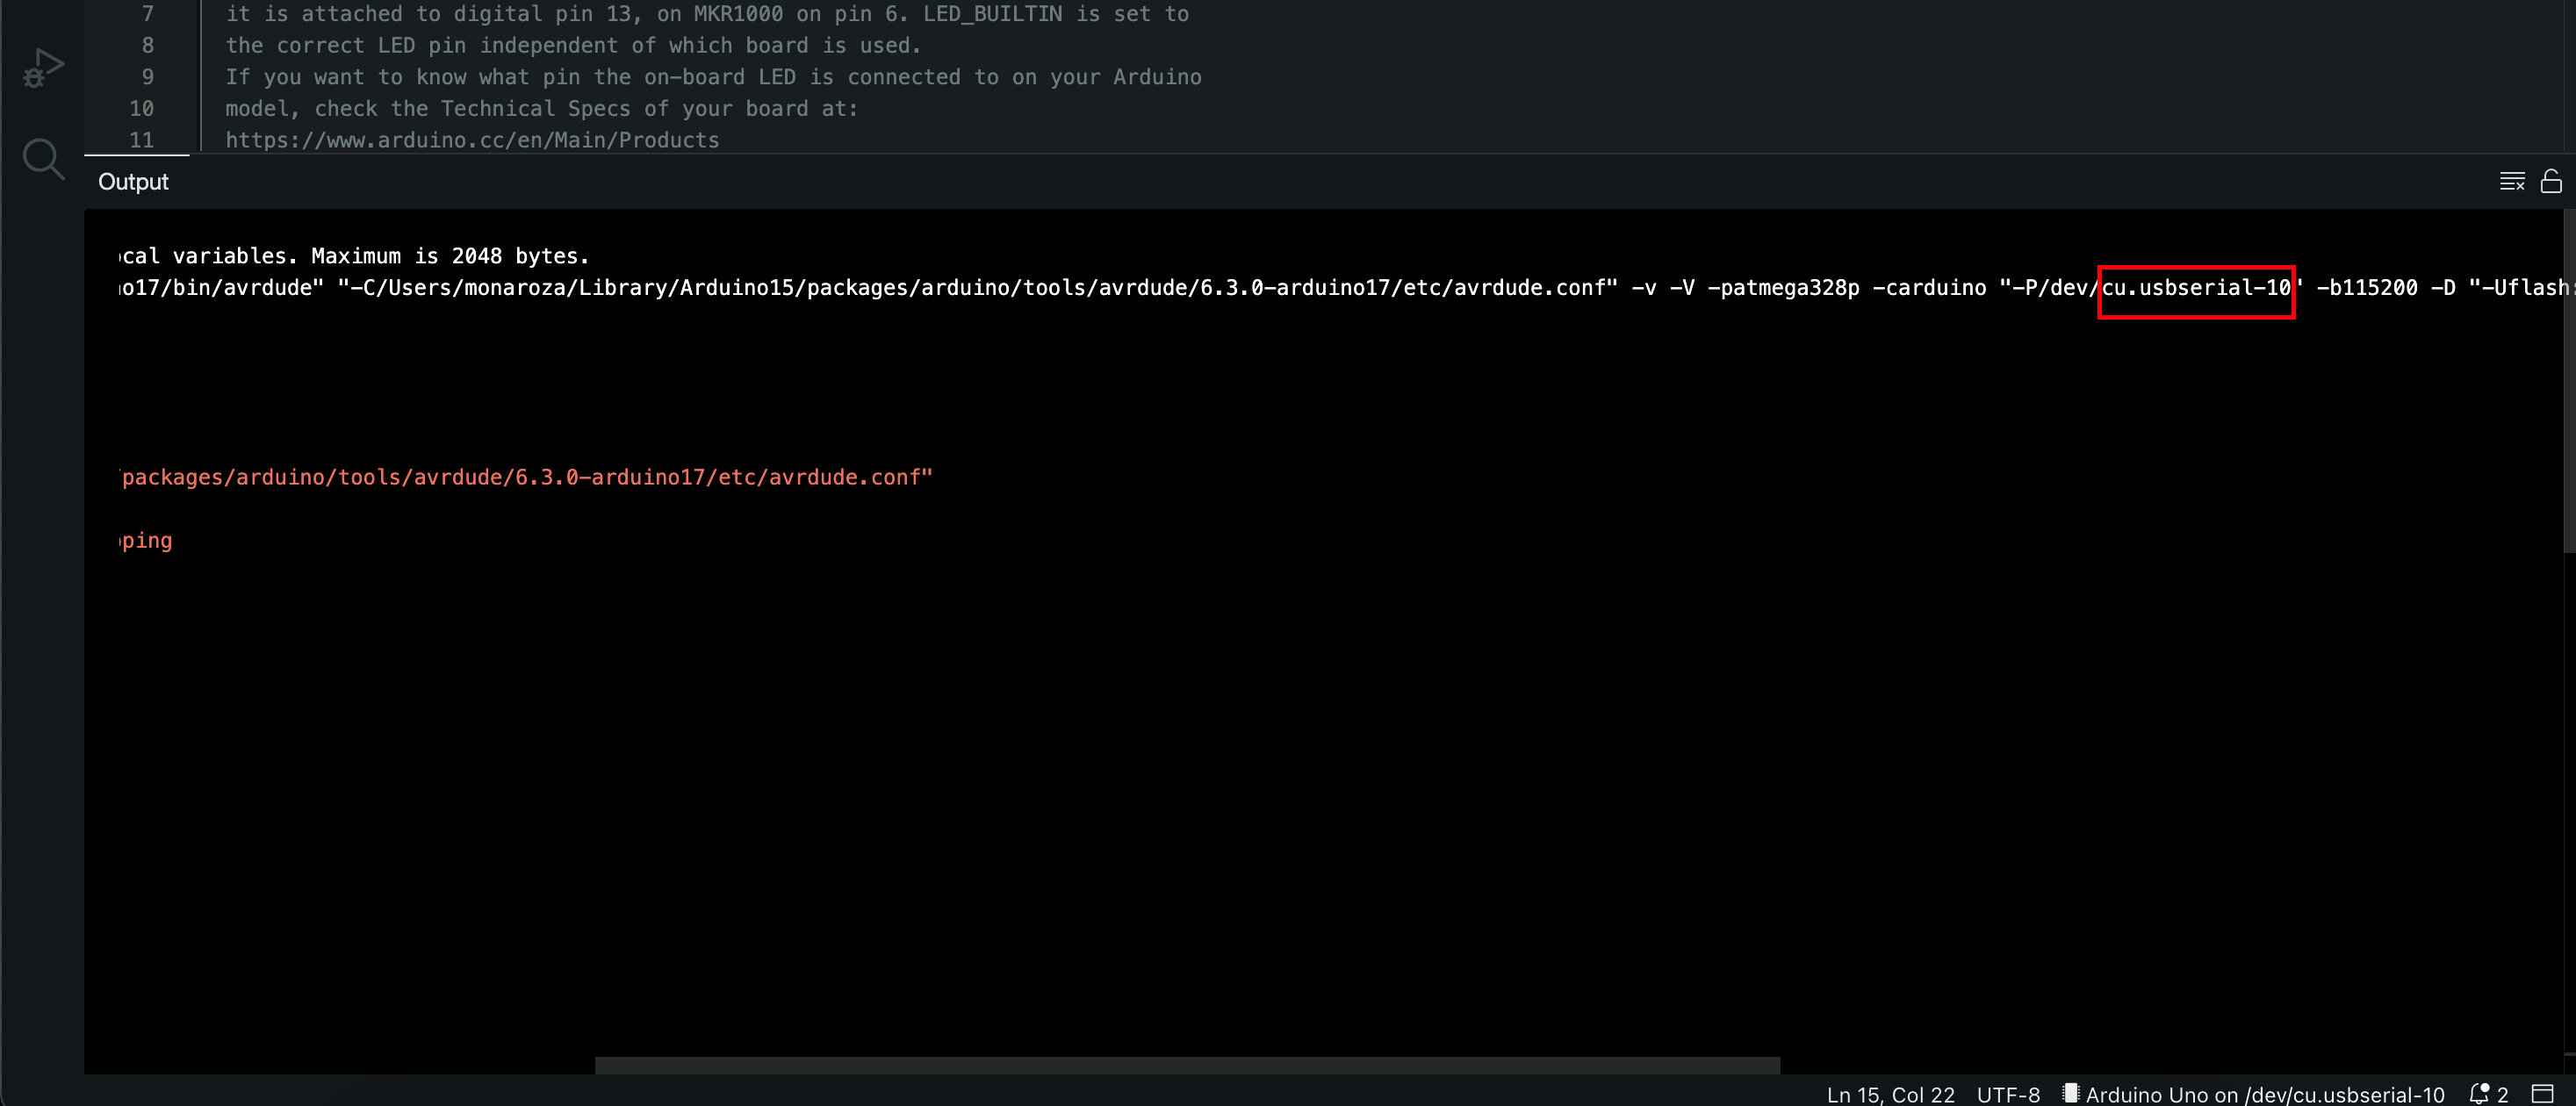 7 it is attached to digital pin 13, on MKR1000 on pin 6. LED_BUILTIN is set to
8 the correct LED pin independent of which board is used.
9 If you want to know what pin the on-board LED is connected to on your Arduino
10 model, check the Technical Specs of your board at:
11 https://www.arduino.cc/en/Main/Products
Output
cal variables. Maximum is 2048 bytes.
o17/bin/avrdude" "-C/Users/monaroza/Library/Arduino15/packages/arduino/tools/avrdude/6.3.0-arduino17/etc/avrdude.conf" -v -V -patmega328p -carduino "-P/dev/cu.usbserial-10" -b115200 -D "-Uflash:
/packages/arduino/tools/avrdude/6.3.0-arduino17/etc/avrdude.conf"
pping
Ln 15, Col 22 UTF-8 Arduino Uno on /dev/cu.usbserial-10 2